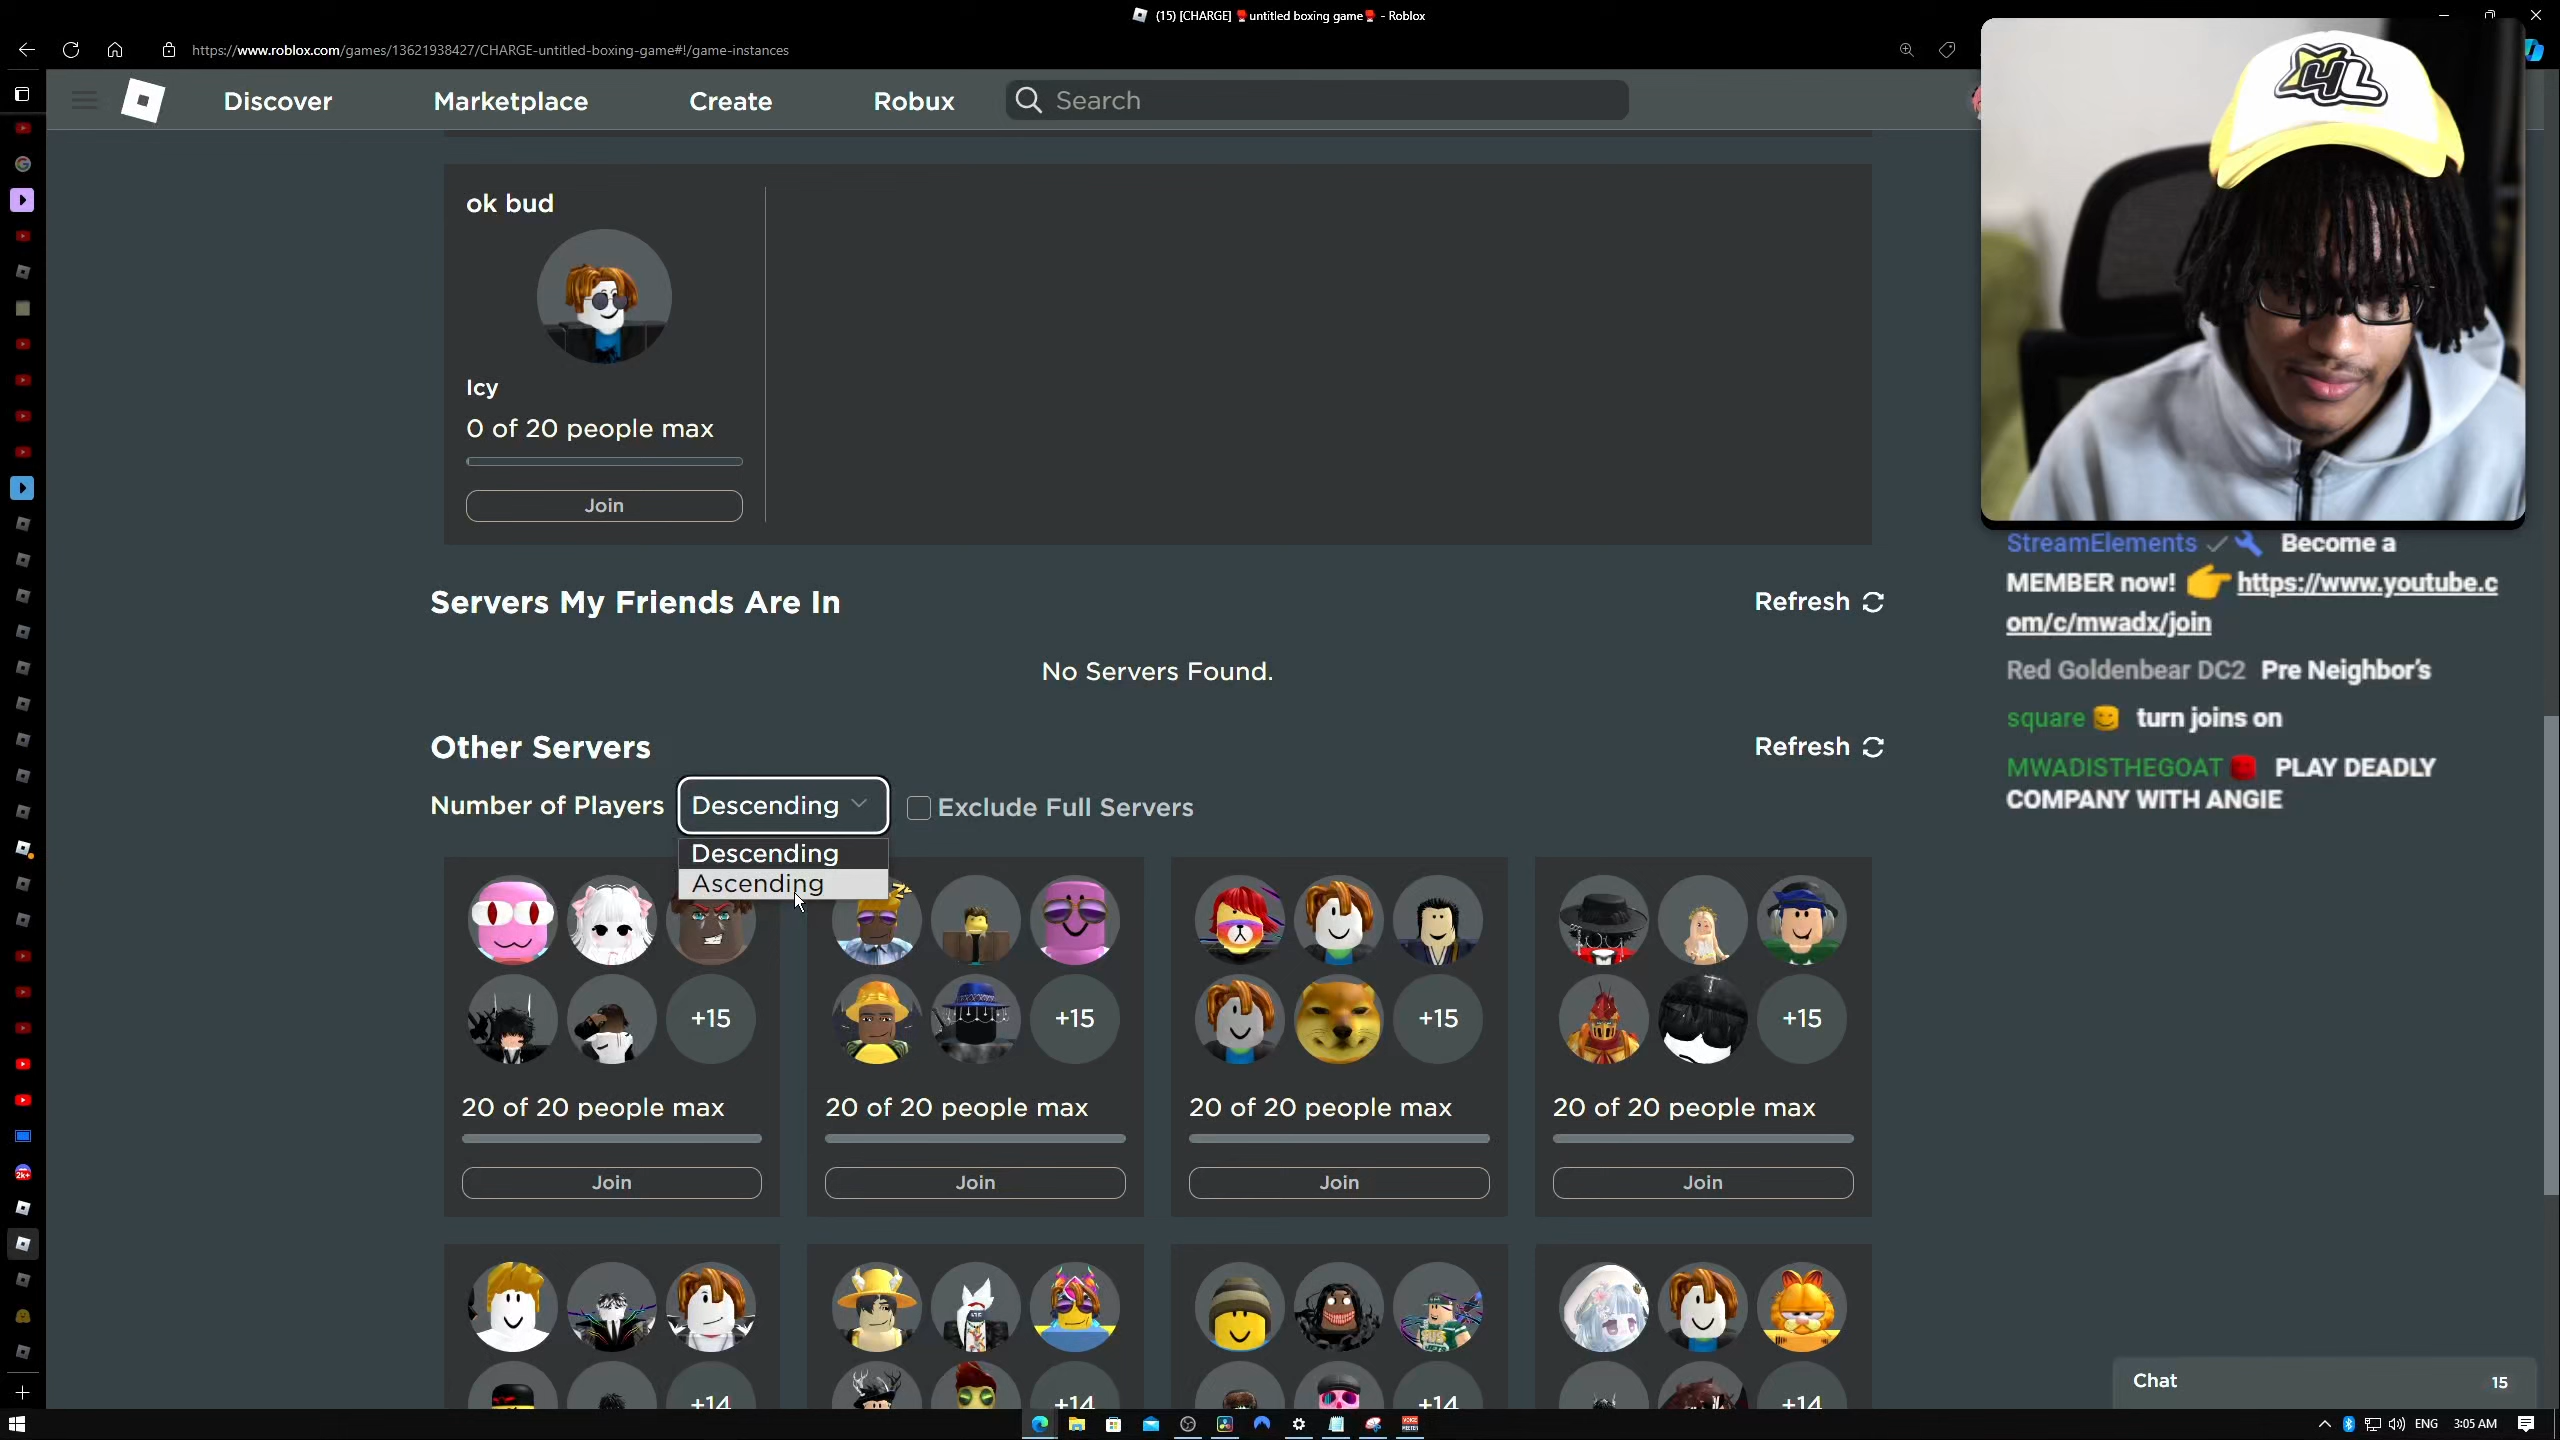 (15) [CHARGE] 🥊untitled boxing game🥊 - Roblox
https://www.roblox.com/games/13621938427/CHARGE-untitled-boxing-game#!/game-instances
Discover
Marketplace
Create
Robux
Search
4L
ok bud
Icy
0 of 20 people max
Join
Servers My Friends Are In
Refresh
No Servers Found.
Other Servers
Refresh
Number of Players
Descending
Exclude Full Servers
Descending
Ascending
+15
+15
+15
+15
20 of 20 people max
20 of 20 people max
20 of 20 people max
20 of 20 people max
Join
Join
Join
Join
+14
+14
+14
+14
StreamElements Become a
MEMBER now! 👉 https://www.youtube.c
om/c/mwadx/join
Red Goldenbear DC2 Pre Neighbor's
square turn joins on
MWADISTHEGOAT PLAY DEADLY
COMPANY WITH ANGIE
Chat
15
2k+
ENG
3:05 AM